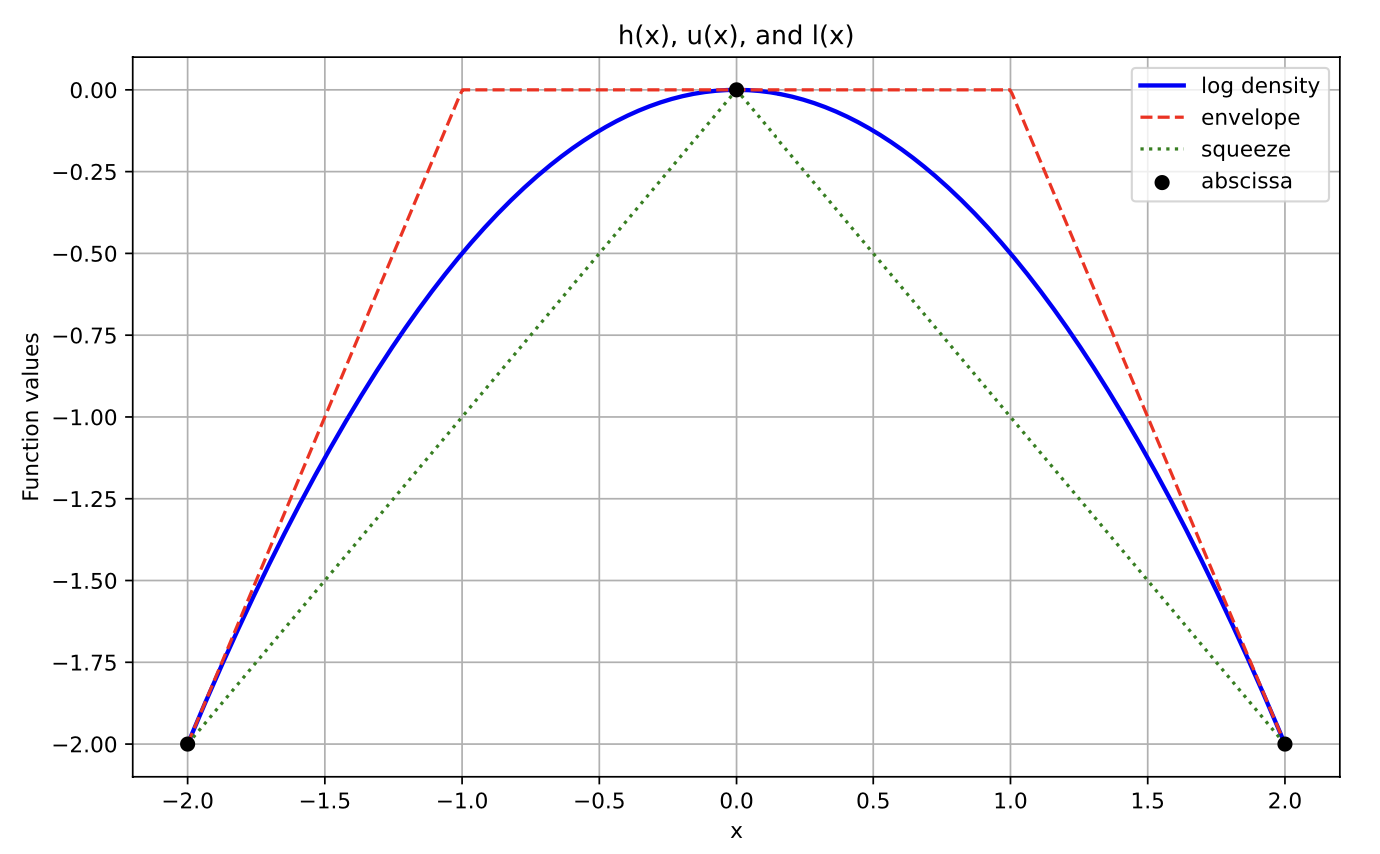 h(x), u(x), and l(x)
log density
envelope
squeeze
abscissa
Function values
0.00
−0.25
−0.50
−0.75
−1.00
−1.25
−1.50
−1.75
−2.00
−2.0 −1.5 −1.0 −0.5 0.0 0.5 1.0 1.5 2.0
x